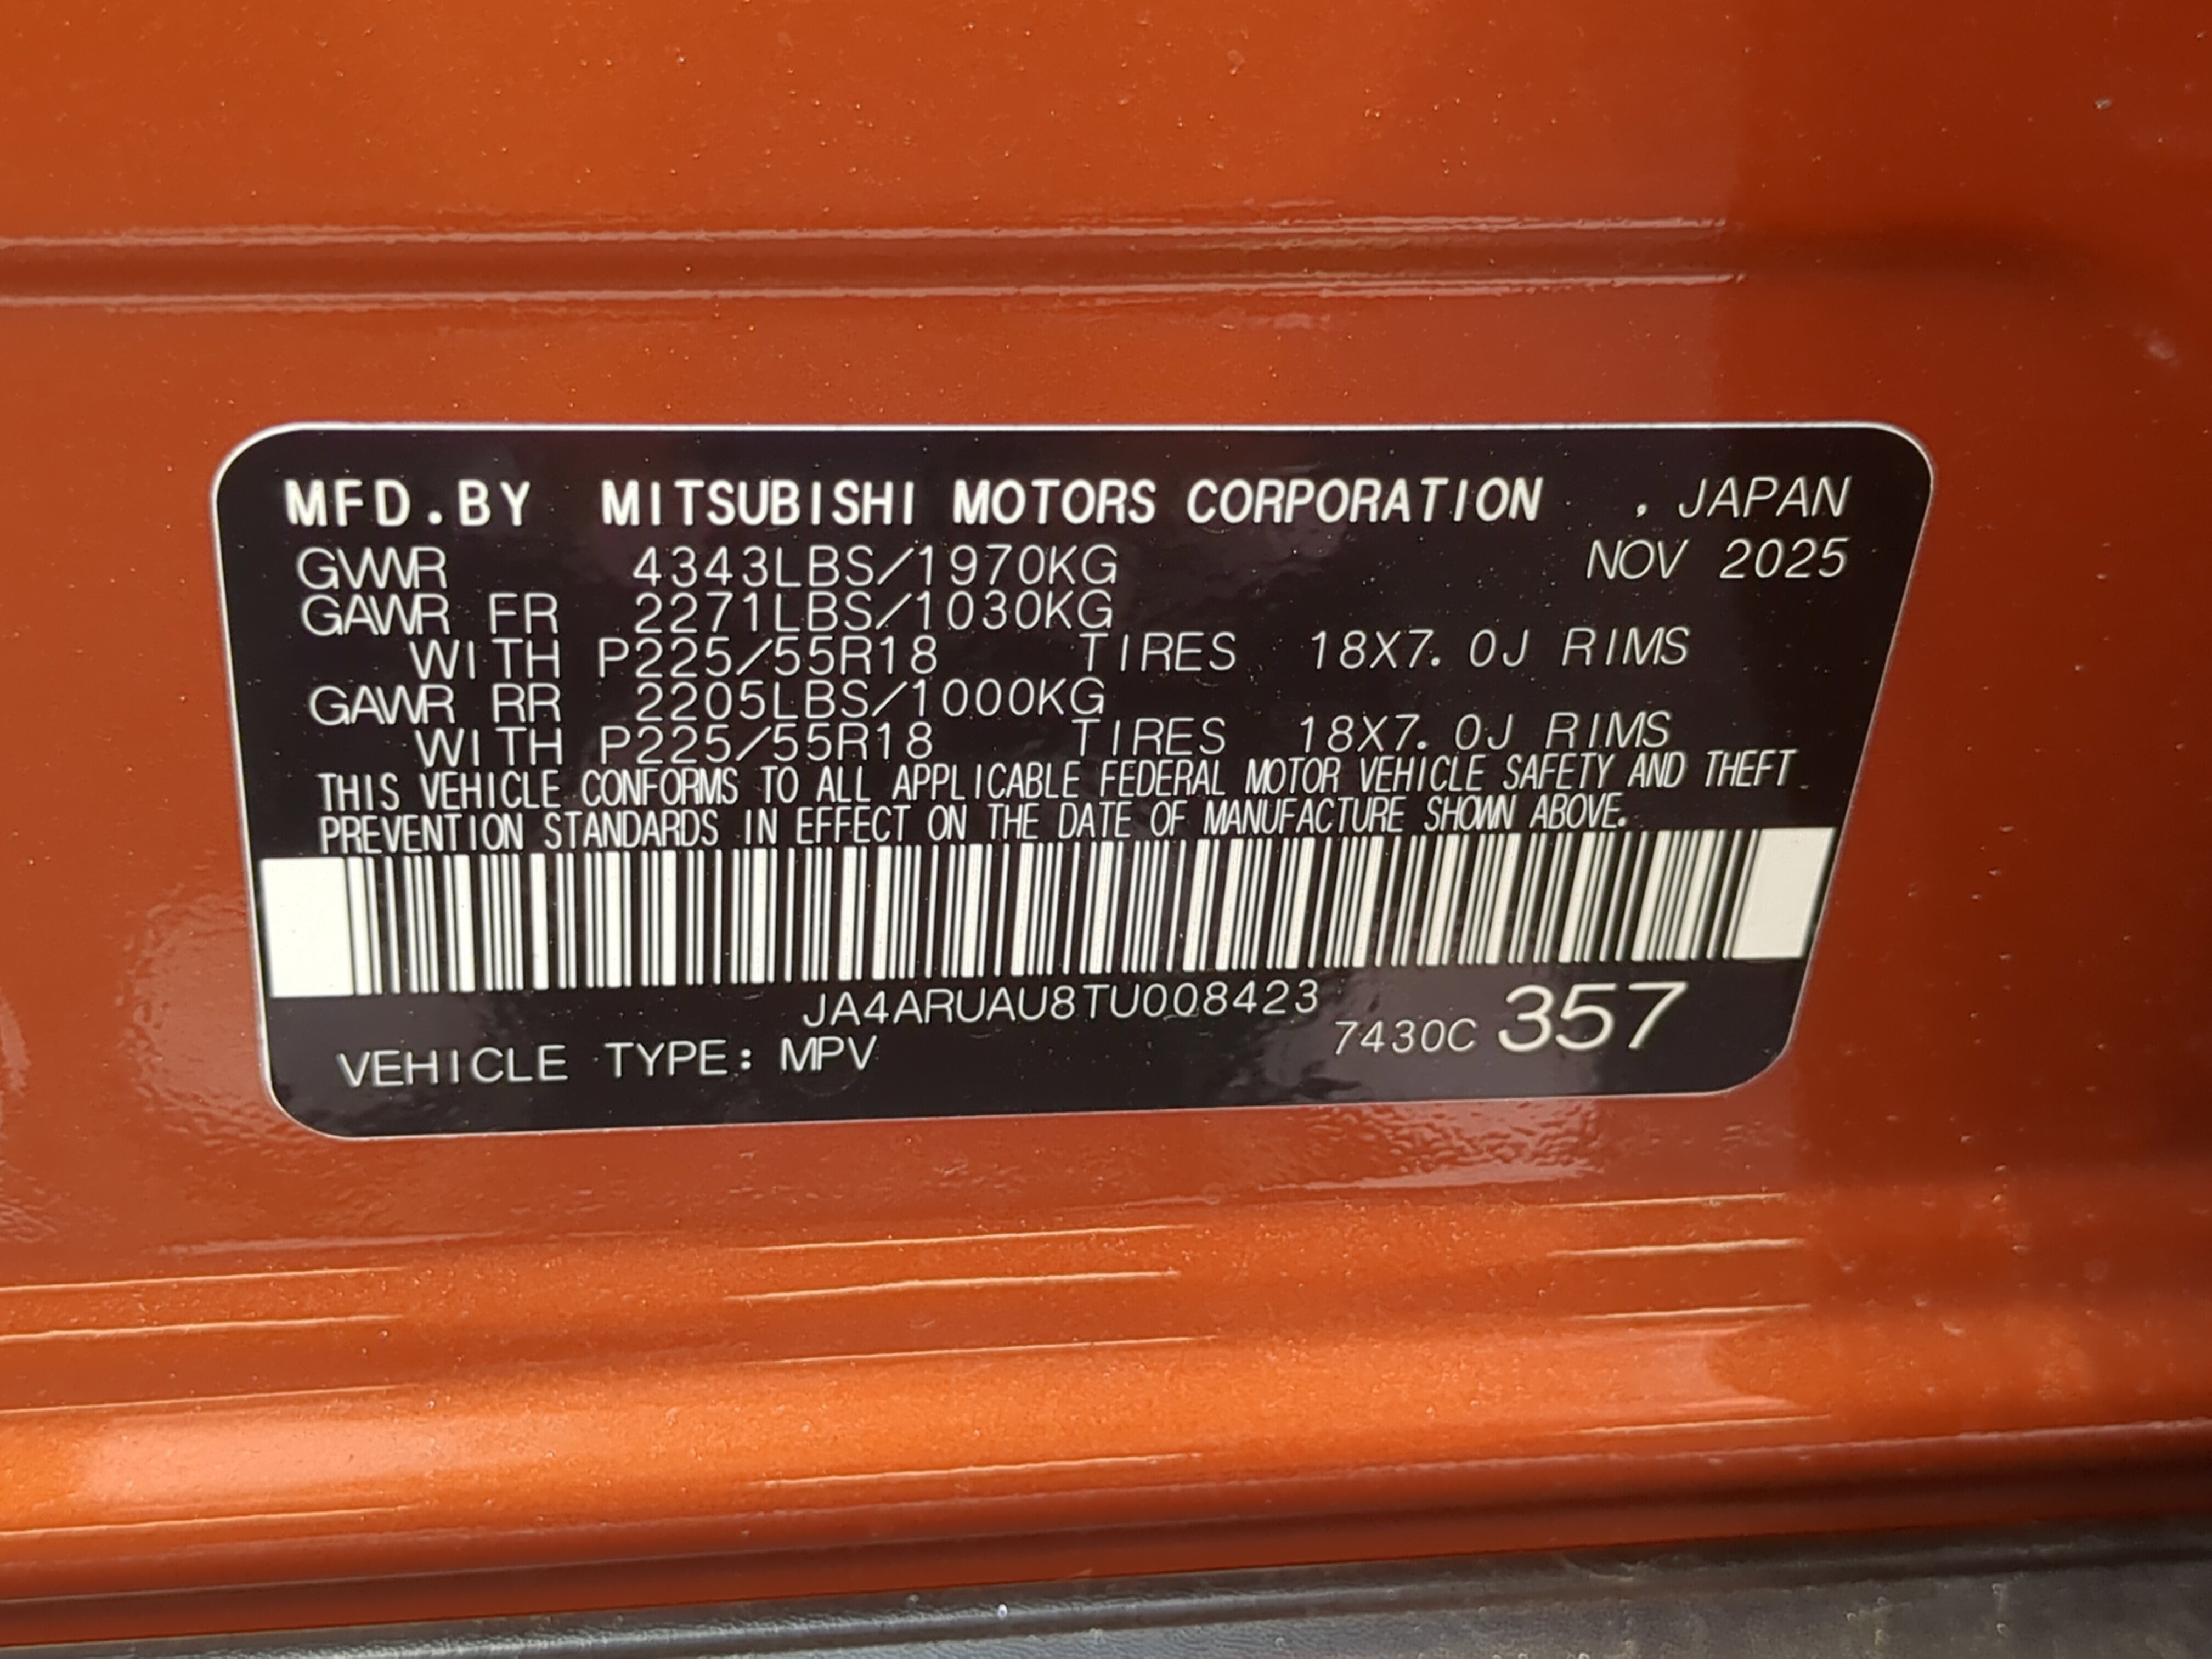 MFD.BY MITSUBISHI MOTORS CORPORATION , JAPAN
GVWR 4343LBS/1970KG NOV 2025
GAWR FR 2271LBS/1030KG
WITH P225/55R18 TIRES 18X7.0J RIMS
GAWR RR 2205LBS/1000KG
WITH P225/55R18 TIRES 18X7.0J RIMS
THIS VEHICLE CONFORMS TO ALL APPLICABLE FEDERAL MOTOR VEHICLE SAFETY AND THEFT
PREVENTION STANDARDS IN EFFECT ON THE DATE OF MANUFACTURE SHOWN ABOVE.
JA4ARUAU8TU008423
VEHICLE TYPE: MPV 7430C 357